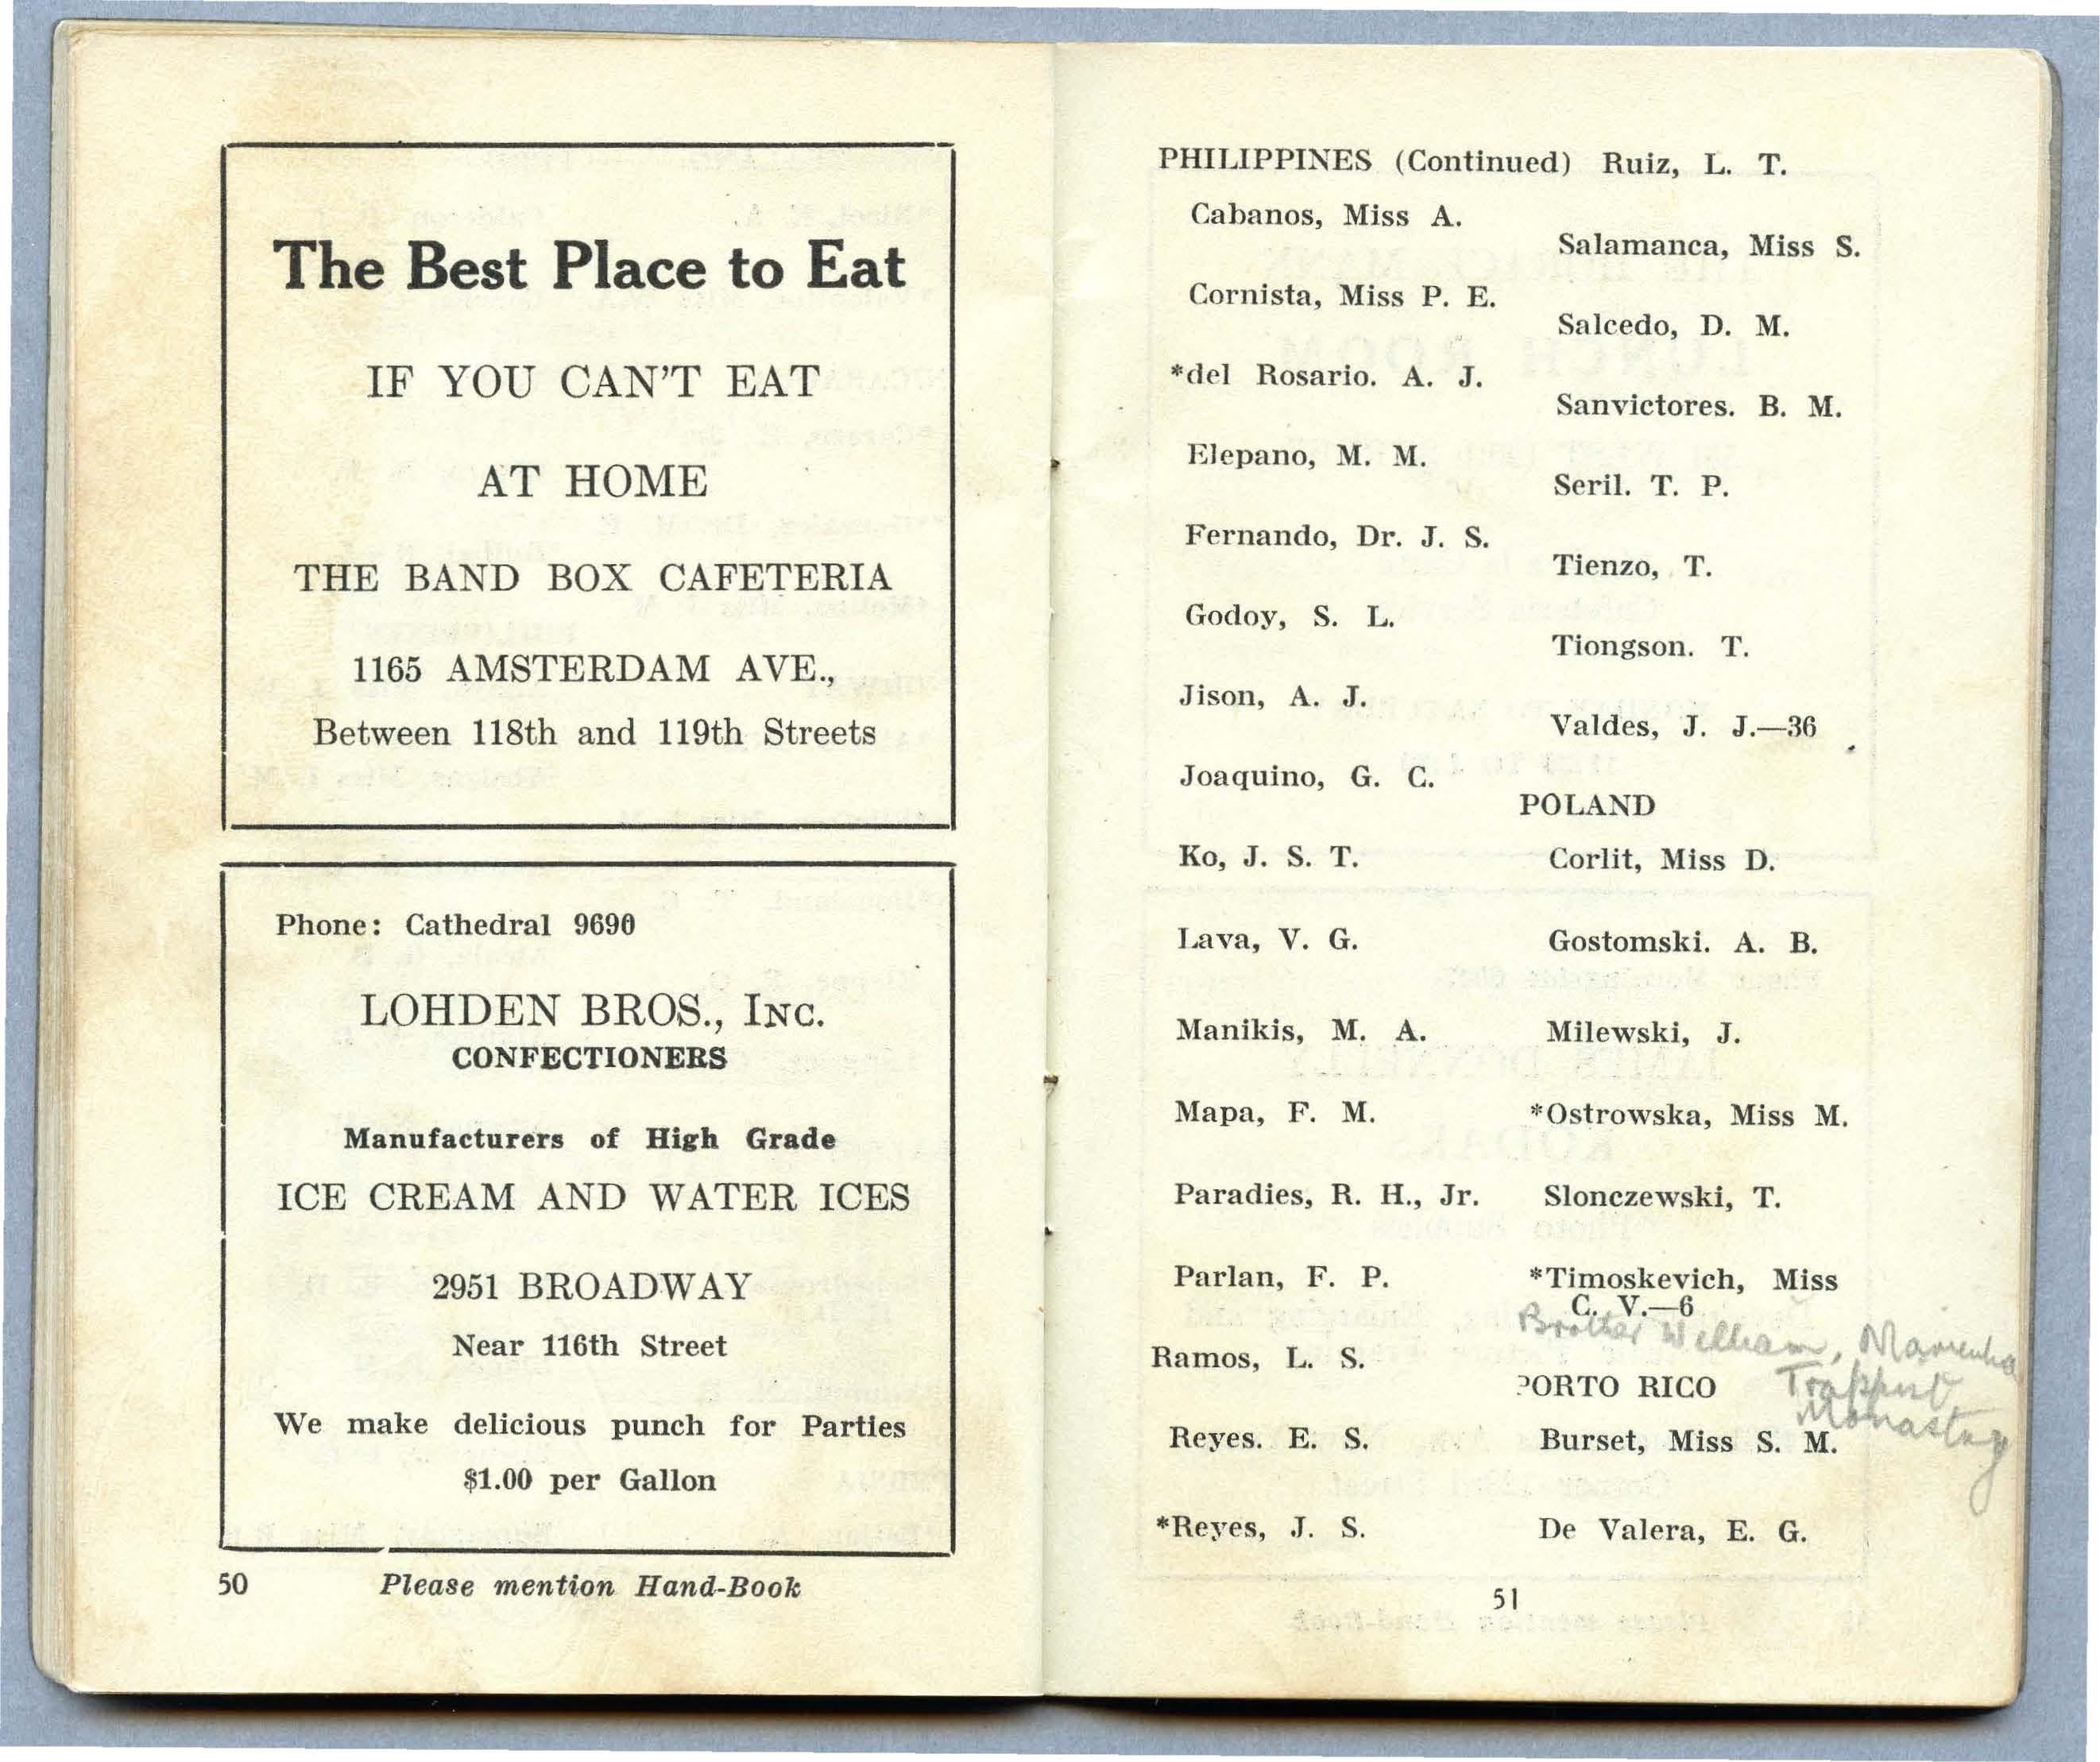 The Best Place to Eat
IF YOU CAN'T EAT
AT HOME
THE BAND BOX CAFETERIA
1165 AMSTERDAM AVE.,
Between 118th and 119th Streets
Phone: Cathedral 9690
LOHDEN BROS., INC.
CONFECTIONERS
Manufacturers of High Grade
ICE CREAM AND WATER ICES
2951 BROADWAY
Near 116th Street
We make delicious punch for Parties
$1.00 per Gallon
50 Please mention Hand-Book
PHILIPPINES (Continued)
Cabanos, Miss A.
Cornista, Miss P. E.
*del Rosario. A. J.
Elepano, M. M.
Fernando, Dr. J. S.
Godoy, S. L.
Jison, A. J.
Joaquino, G. C.
Ko, J. S. T.
Lava, V. G.
Manikis, M. A.
Mapa, F. M.
Paradies, R. H., Jr.
Parlan, F. P.
Ramos, L. S.
Reyes. E. S.
*Reyes, J. S.
Ruiz, L. T.
Salamanca, Miss S.
Salcedo, D. M.
Sanvictores. B. M.
Seril. T. P.
Tienzo, T.
Tiongson. T.
Valdes, J. J.—36
POLAND
Corlit, Miss D.
Gostomski. A. B.
Milewski, J.
*Ostrowska, Miss M.
Slonczewski, T.
*Timoskevich, Miss
C. V.—6
Brother William,
Trappist
Monastery
PORTO RICO
Burset, Miss S. M.
De Valera, E. G.
51